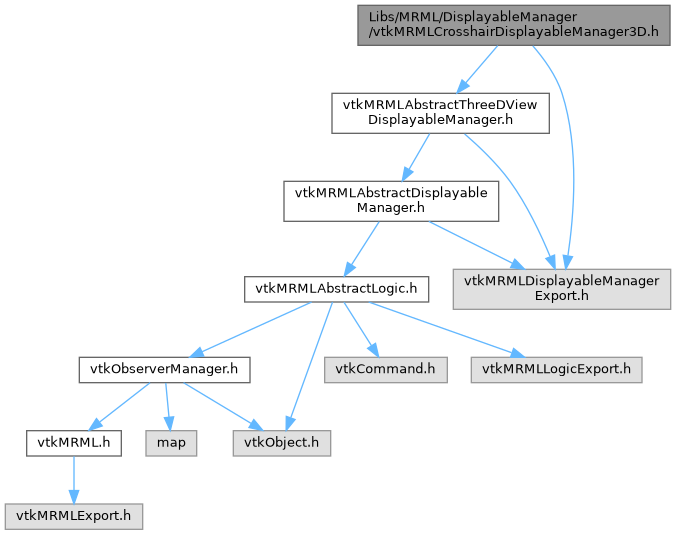 Libs/MRML/DisplayableManager
/vtkMRMLCrosshairDisplayableManager3D.h
vtkMRMLAbstractThreeDView
DisplayableManager.h
vtkMRMLAbstractDisplayable
Manager.h
vtkMRMLDisplayableManager
Export.h
vtkMRMLAbstractLogic.h
vtkObserverManager.h
vtkCommand.h
vtkMRMLLogicExport.h
vtkMRML.h
map
vtkObject.h
vtkMRMLExport.h